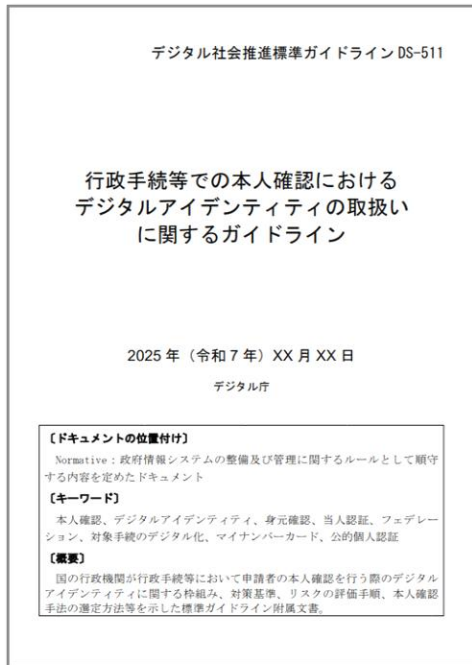 デジタル社会推進標準ガイドライン DS-511
行政手続等での本人確認における
デジタルアイデンティティの取扱い
に関するガイドライン
2025 年（令和７年）XX 月 XX 日
デジタル庁
〔ドキュメントの位置付け〕
Normative：政府情報システムの整備及び管理に関するルールとして順守
する内容を定めたドキュメント
〔キーワード〕
本人確認、デジタルアイデンティティ、身元確認、当人認証、フェデレー
ション、対象手続のデジタル化、マイナンバーカード、公的個人認証
〔概要〕
国の行政機関が行政手続等において申請者の本人確認を行う際のデジタル
アイデンティティに関する枠組み、対策基準、リスクの評価手順、本人確認
手法の選定方法等を示した標準ガイドライン附属文書。